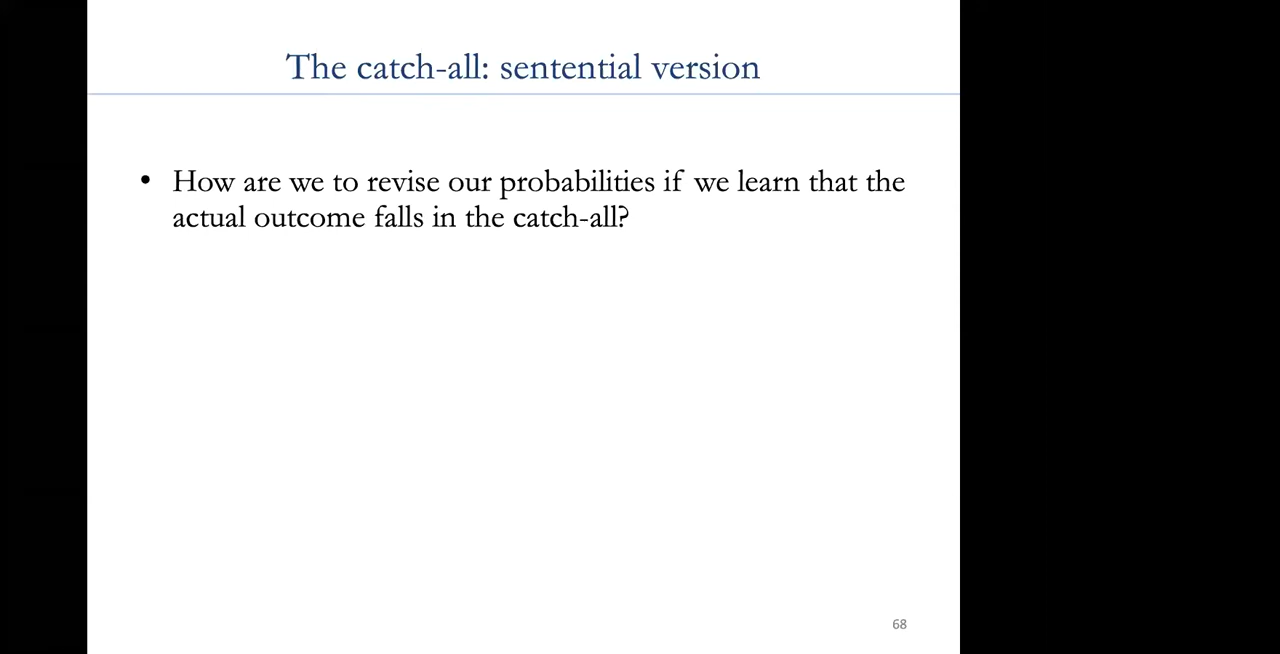 The catch-all: sentential version
• How are we to revise our probabilities if we learn that the
actual outcome falls in the catch-all?
68